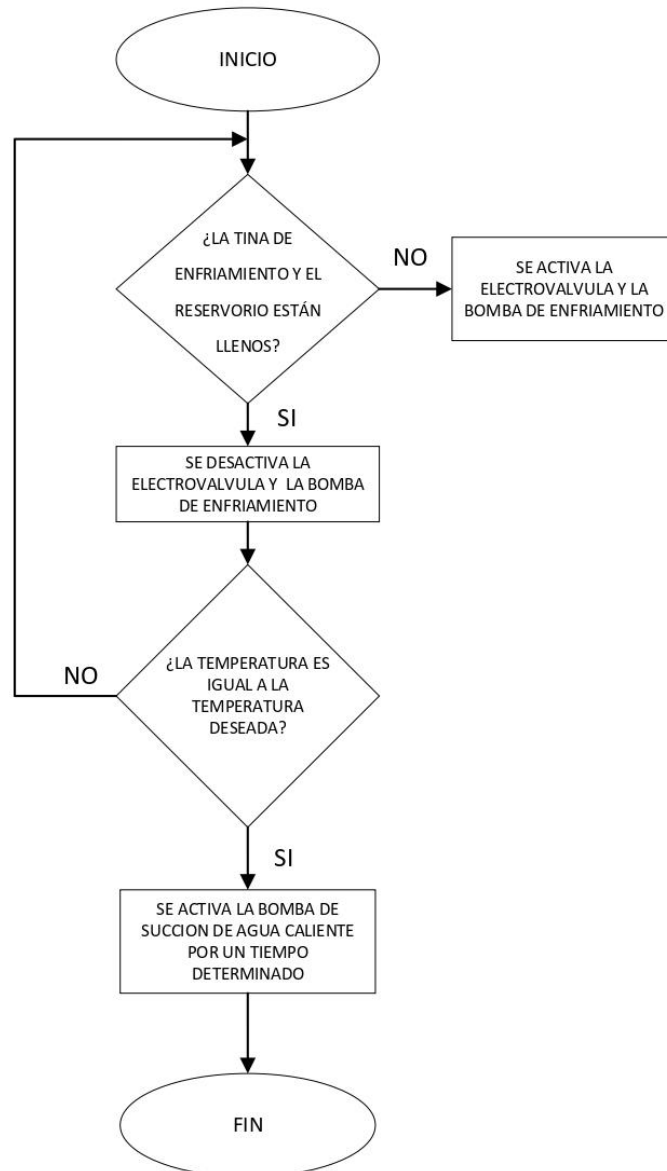 INICIO
¿LA TINA DE
ENFRIAMIENTO Y EL
RESERVORIO ESTÁN
LLENOS?
NO
SE ACTIVA LA
ELECTROVALVULA Y LA
BOMBA DE ENFRIAMIENTO
SI
SE DESACTIVA LA
ELECTROVALVULA Y LA BOMBA
DE ENFRIAMIENTO
¿LA TEMPERATURA ES
IGUAL A LA
TEMPERATURA
DESEADA?
NO
SI
SE ACTIVA LA BOMBA DE
SUCCION DE AGUA CALIENTE
POR UN TIEMPO
DETERMINADO
FIN